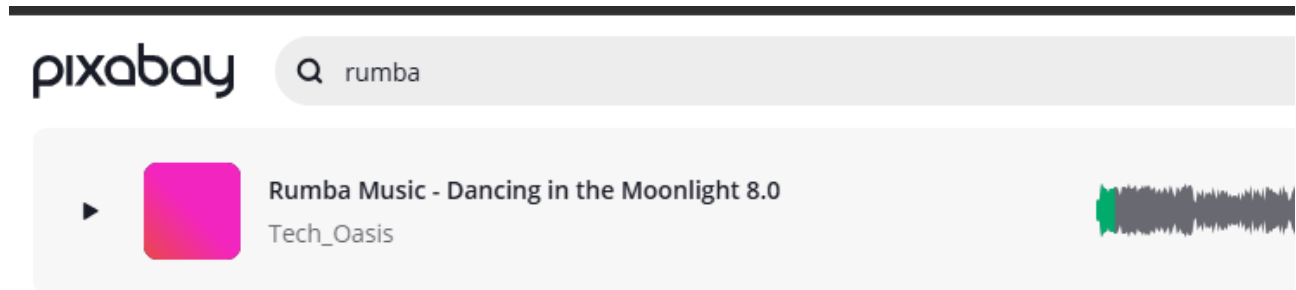 pixabay
rumba
Rumba Music - Dancing in the Moonlight 8.0
Tech_Oasis